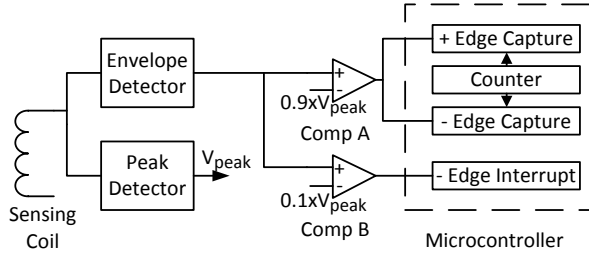 Envelope
Detector
Peak
Detector
V_peak
Sensing
Coil
+
-
0.9xV_peak
Comp A
+
-
0.1xV_peak
Comp B
+ Edge Capture
Counter
- Edge Capture
- Edge Interrupt
Microcontroller